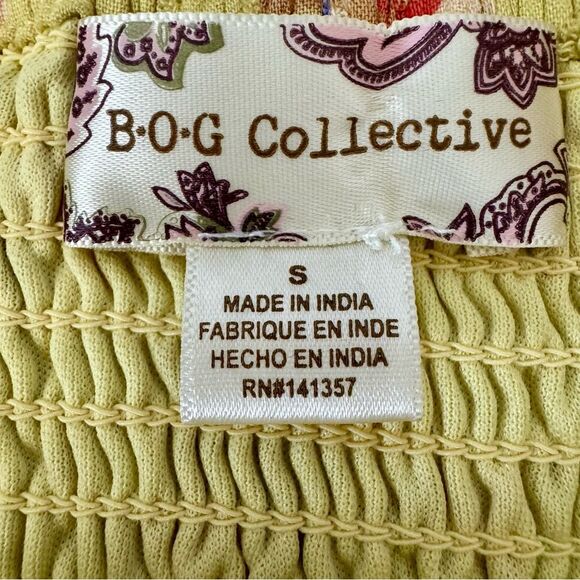 B·O·G Collective
S
MADE IN INDIA
FABRIQUE EN INDE
HECHO EN INDIA
RN#141357